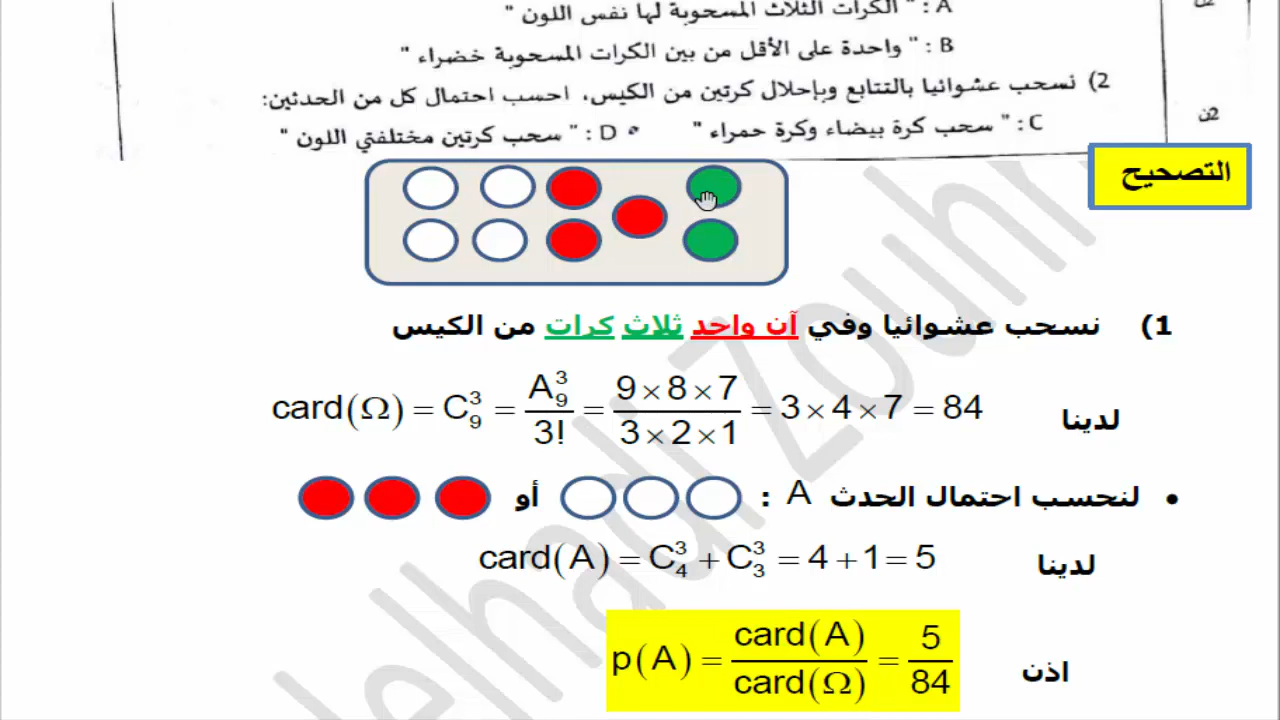 A : " الكرات الثلاث المسحوبة لها نفس اللون "
B : " واحدة على الأقل من بين الكرات المسحوبة خضراء "
2) نسحب عشوائيا بالتتابع وبإحلال كرتين من الكيس، احسب احتمال كل من الحدثين:
2ن
C : " سحب كرة بيضاء وكرة حمراء " D : " سحب كرتين مختلفتي اللون "
التصحيح
1) نسحب عشوائيا وفي آن واحد ثلاث كرات من الكيس
لدينا card(Ω) = C₉³ = A₉³/3! = (9×8×7)/(3×2×1) = 3×4×7 = 84
• لنحسب احتمال الحدث A : أو
لدينا card(A) = C₄³ + C₃³ = 4+1 = 5
اذن p(A) = card(A)/card(Ω) = 5/84